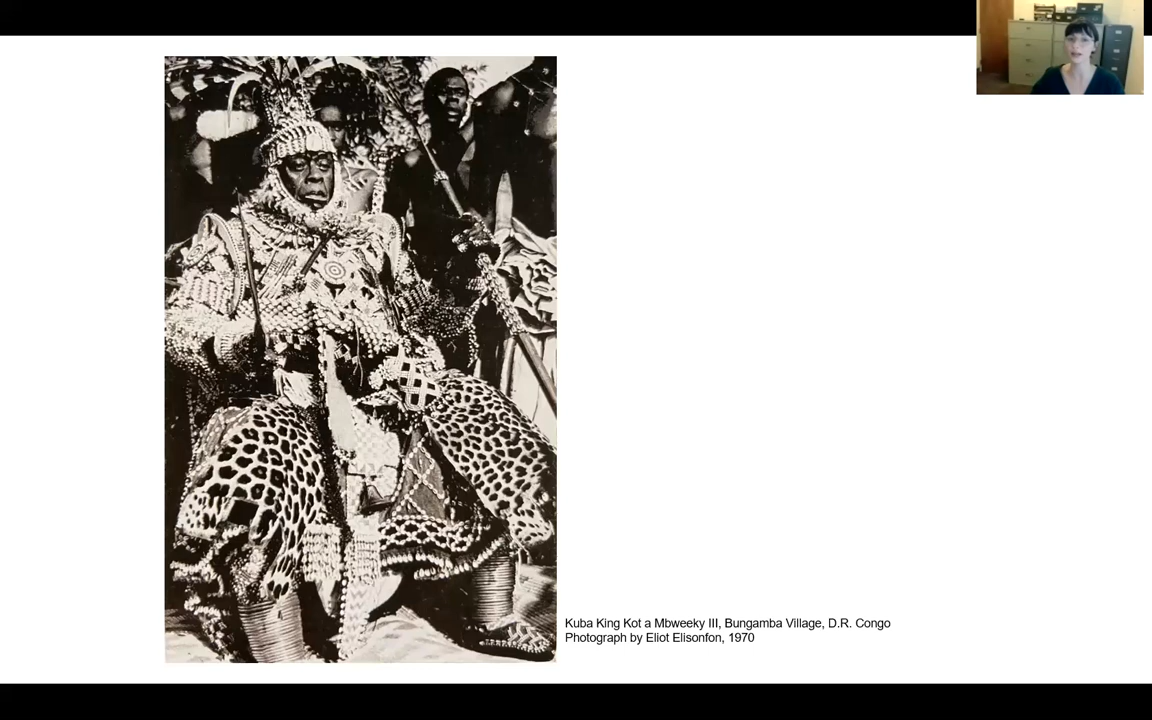 Kuba King Kot a Mbweeky III, Bungamba Village, D.R. Congo
Photograph by Eliot Elisonfon, 1970